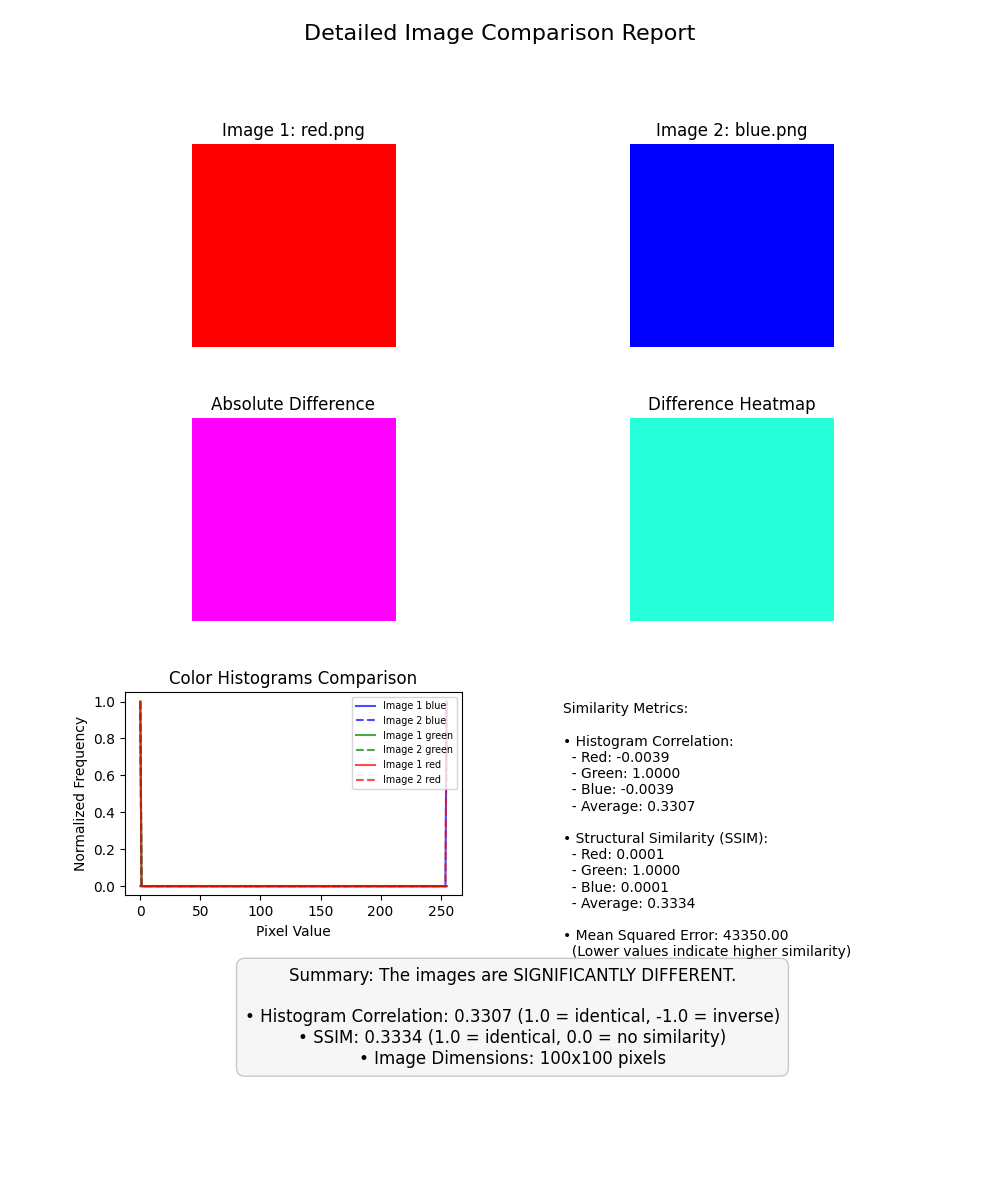 Detailed Image Comparison Report
Image 1: red.png
Image 2: blue.png
Absolute Difference
Difference Heatmap
Color Histograms Comparison
Normalized Frequency
1.0
0.8
0.6
0.4
0.2
0.0
0 50 100 150 200 250
Pixel Value
Image 1 blue
Image 2 blue
Image 1 green
Image 2 green
Image 1 red
Image 2 red
Similarity Metrics:
• Histogram Correlation:
- Red: -0.0039
- Green: 1.0000
- Blue: -0.0039
- Average: 0.3307
• Structural Similarity (SSIM):
- Red: 0.0001
- Green: 1.0000
- Blue: 0.0001
- Average: 0.3334
• Mean Squared Error: 43350.00
(Lower values indicate higher similarity)
Summary: The images are SIGNIFICANTLY DIFFERENT.
• Histogram Correlation: 0.3307 (1.0 = identical, -1.0 = inverse)
• SSIM: 0.3334 (1.0 = identical, 0.0 = no similarity)
• Image Dimensions: 100x100 pixels